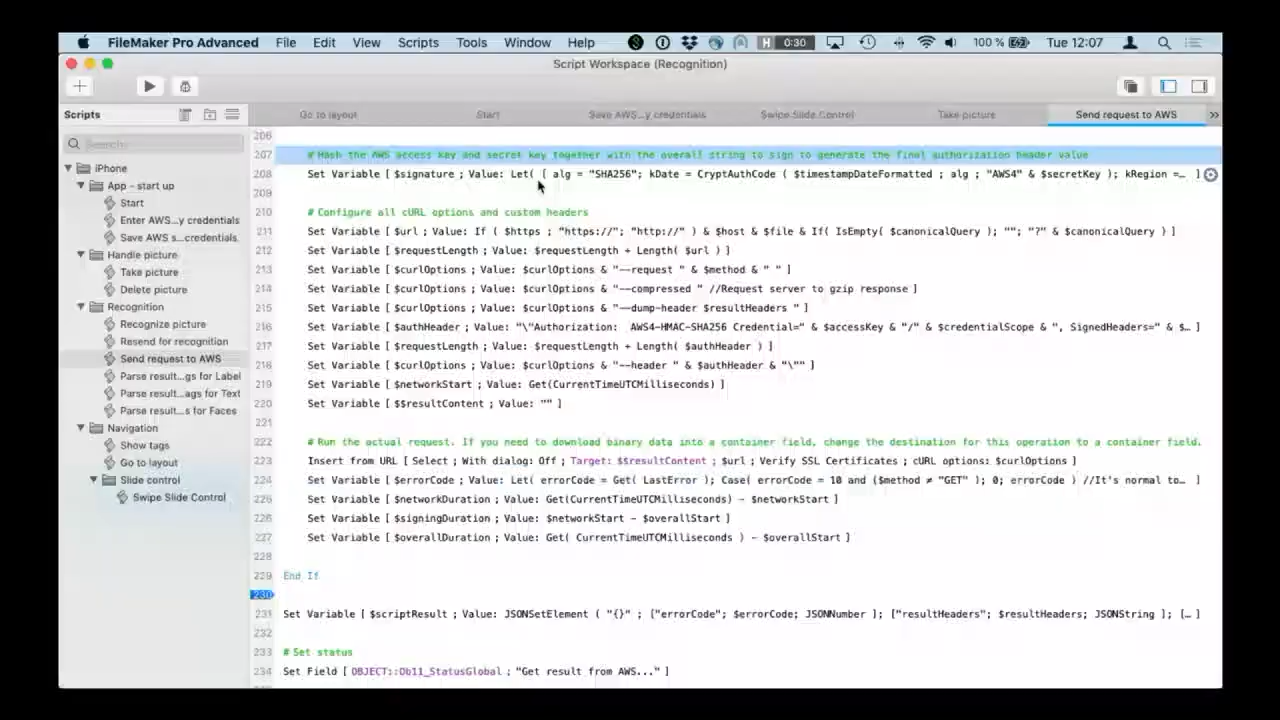 FileMaker Pro Advanced File Edit View Scripts Tools Window Help H 0:30 100 % Tue 12:07
Script Workspace (Recognition)
Scripts
Go to layout Start Save AWS...y credentials Swipe Slide Control Take picture Send request to AWS »
Search
iPhone
App - start up
Start
Enter AWS...y credentials
Save AWS s...credentials
Handle picture
Take picture
Delete picture
Recognition
Recognize picture
Resend for recognition
Send request to AWS
Parse result...gs for Label
Parse result...ags for Text
Parse result...s for Faces
Navigation
Show tags
Go to layout
Slide control
Swipe Slide Control
206
207 # Hash the AWS access key and secret key together with the overall string to sign to generate the final authorization header value
208 Set Variable [ $signature ; Value: Let( [ alg = "SHA256"; kDate = CryptAuthCode ( $timestampDateFormatted ; alg ; "AWS4" & $secretKey ); kRegion =… ]
209
210 # Configure all cURL options and custom headers
211 Set Variable [ $url ; Value: If ( $https ; "https://"; "http://" ) & $host & $file & If( IsEmpty( $canonicalQuery ); ""; "?" & $canonicalQuery ) ]
212 Set Variable [ $requestLength ; Value: $requestLength + Length( $url ) ]
213 Set Variable [ $curlOptions ; Value: $curlOptions & "--request " & $method & " " ]
214 Set Variable [ $curlOptions ; Value: $curlOptions & "--compressed " //Request server to gzip response ]
215 Set Variable [ $curlOptions ; Value: $curlOptions & "--dump-header $resultHeaders " ]
216 Set Variable [ $authHeader ; Value: "\"Authorization: AWS4-HMAC-SHA256 Credential=" & $accessKey & "/" & $credentialScope & ", SignedHeaders=" & $… ]
217 Set Variable [ $requestLength ; Value: $requestLength + Length( $authHeader ) ]
218 Set Variable [ $curlOptions ; Value: $curlOptions & "--header " & $authHeader & "\"" ]
219 Set Variable [ $networkStart ; Value: Get(CurrentTimeUTCMilliseconds) ]
220 Set Variable [ $$resultContent ; Value: "" ]
221
222 # Run the actual request. If you need to download binary data into a container field, change the destination for this operation to a container field.
223 Insert from URL [ Select ; With dialog: Off ; Target: $$resultContent ; $url ; Verify SSL Certificates ; cURL options: $curlOptions ]
224 Set Variable [ $errorCode ; Value: Let( errorCode = Get( LastError ); Case( errorCode = 10 and ($method ≠ "GET" ); 0; errorCode ) //It's normal to… ]
225 Set Variable [ $networkDuration ; Value: Get(CurrentTimeUTCMilliseconds) - $networkStart ]
226 Set Variable [ $signingDuration ; Value: $networkStart - $overallStart ]
227 Set Variable [ $overallDuration ; Value: Get( CurrentTimeUTCMilliseconds ) - $overallStart ]
228
229 End If
230
231 Set Variable [ $scriptResult ; Value: JSONSetElement ( "{}" ; ["errorCode"; $errorCode; JSONNumber ]; ["resultHeaders"; $resultHeaders; JSONString ]; [… ]
232
233 # Set status
234 Set Field [ OBJECT::Ob11_StatusGlobal ; "Get result from AWS..." ]